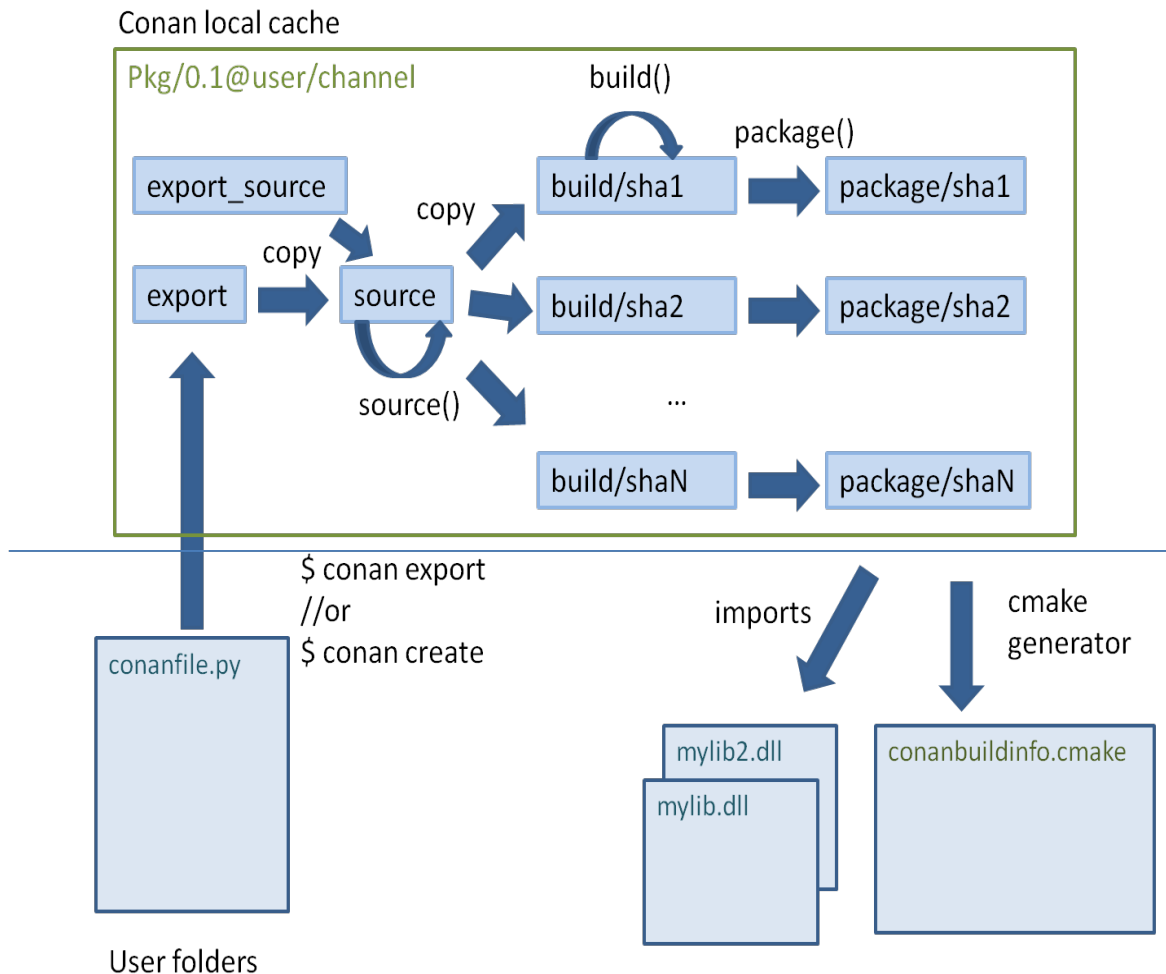 Conan local cache
Pkg/0.1@user/channel
build()
package()
export_source
build/sha1
package/sha1
copy
copy
export
source
build/sha2
package/sha2
source()
...
build/shaN
package/shaN
$ conan export
//or
$ conan create
imports
cmake
generator
conanfile.py
mylib2.dll
conanbuildinfo.cmake
mylib.dll
User folders